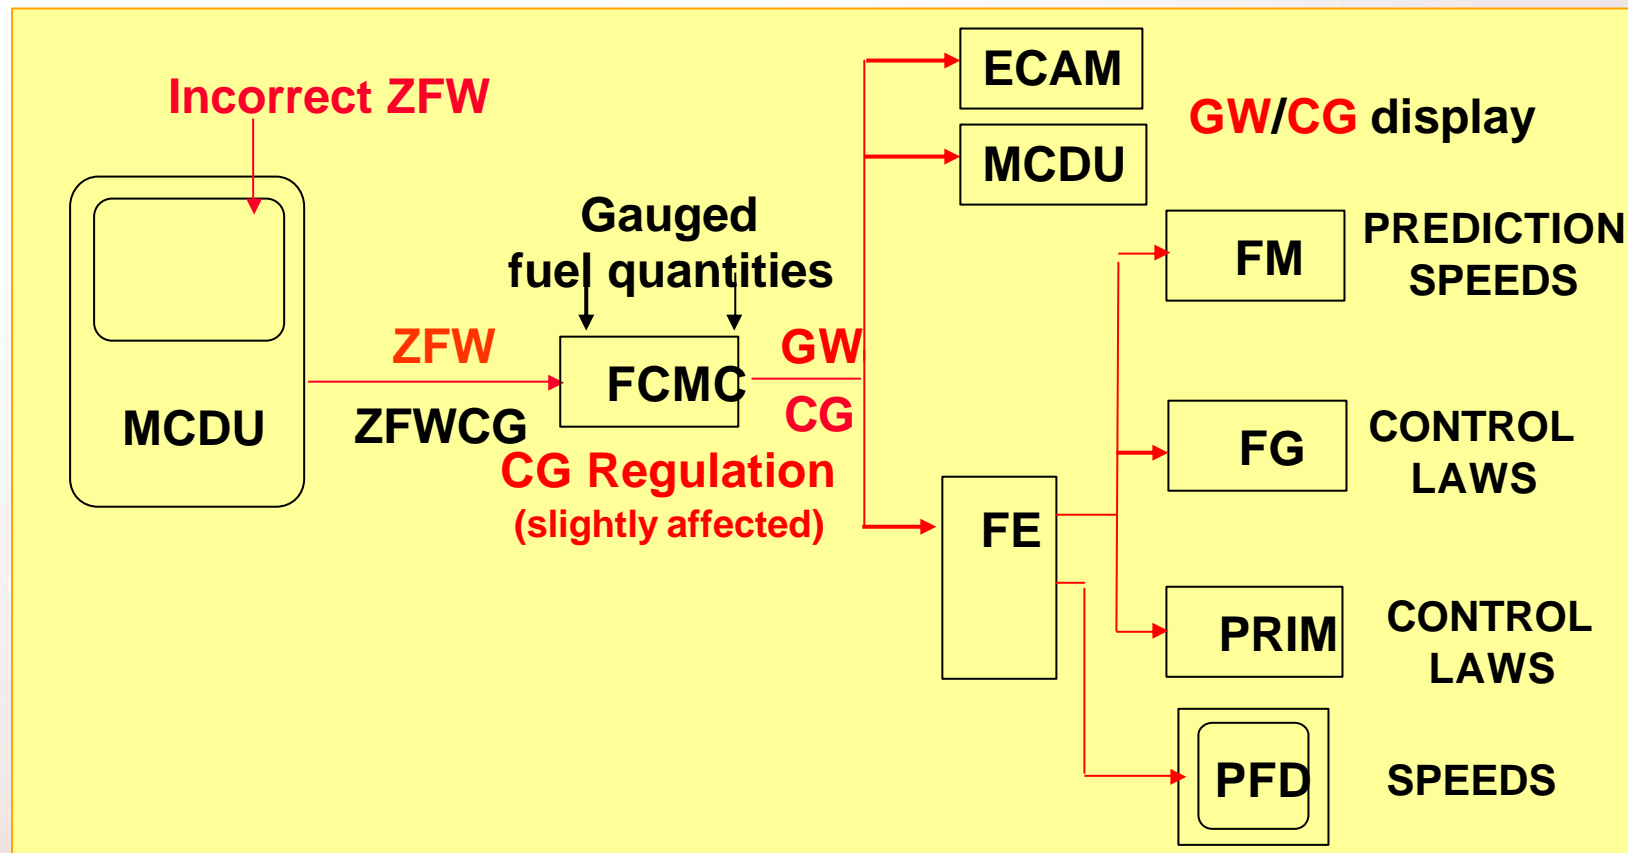 Incorrect ZFW
MCDU
ZFW
ZFWCG
Gauged
fuel quantities
FCMC
CG Regulation
(slightly affected)
GW
CG
ECAM
MCDU
GW/CG display
FE
FM
PREDICTION
SPEEDS
FG
CONTROL
LAWS
PRIM
CONTROL
LAWS
PFD
SPEEDS